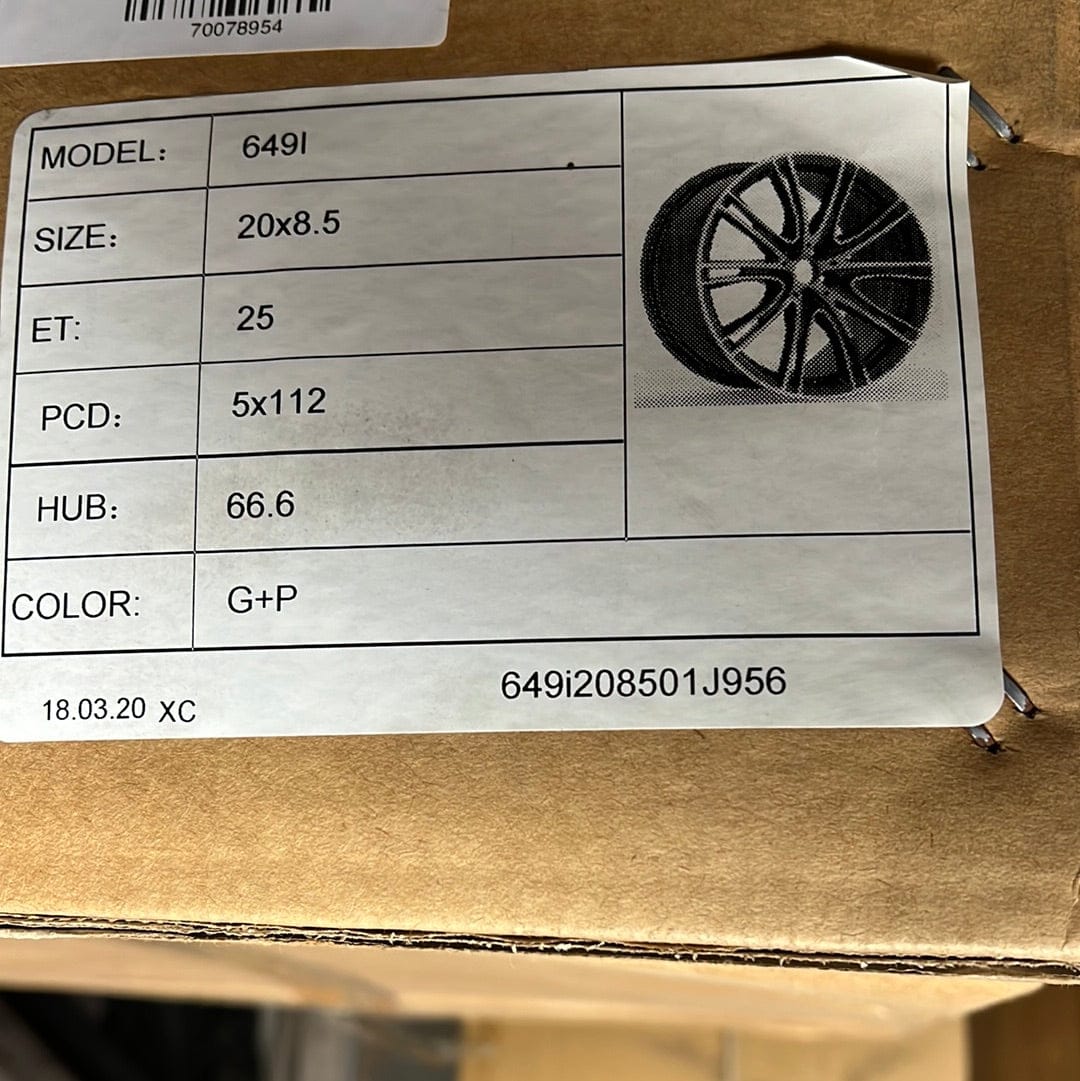 70078954
MODEL: 649I
SIZE: 20x8.5
ET: 25
PCD: 5x112
HUB: 66.6
COLOR: G+P
18.03.20 XC 649i208501J956